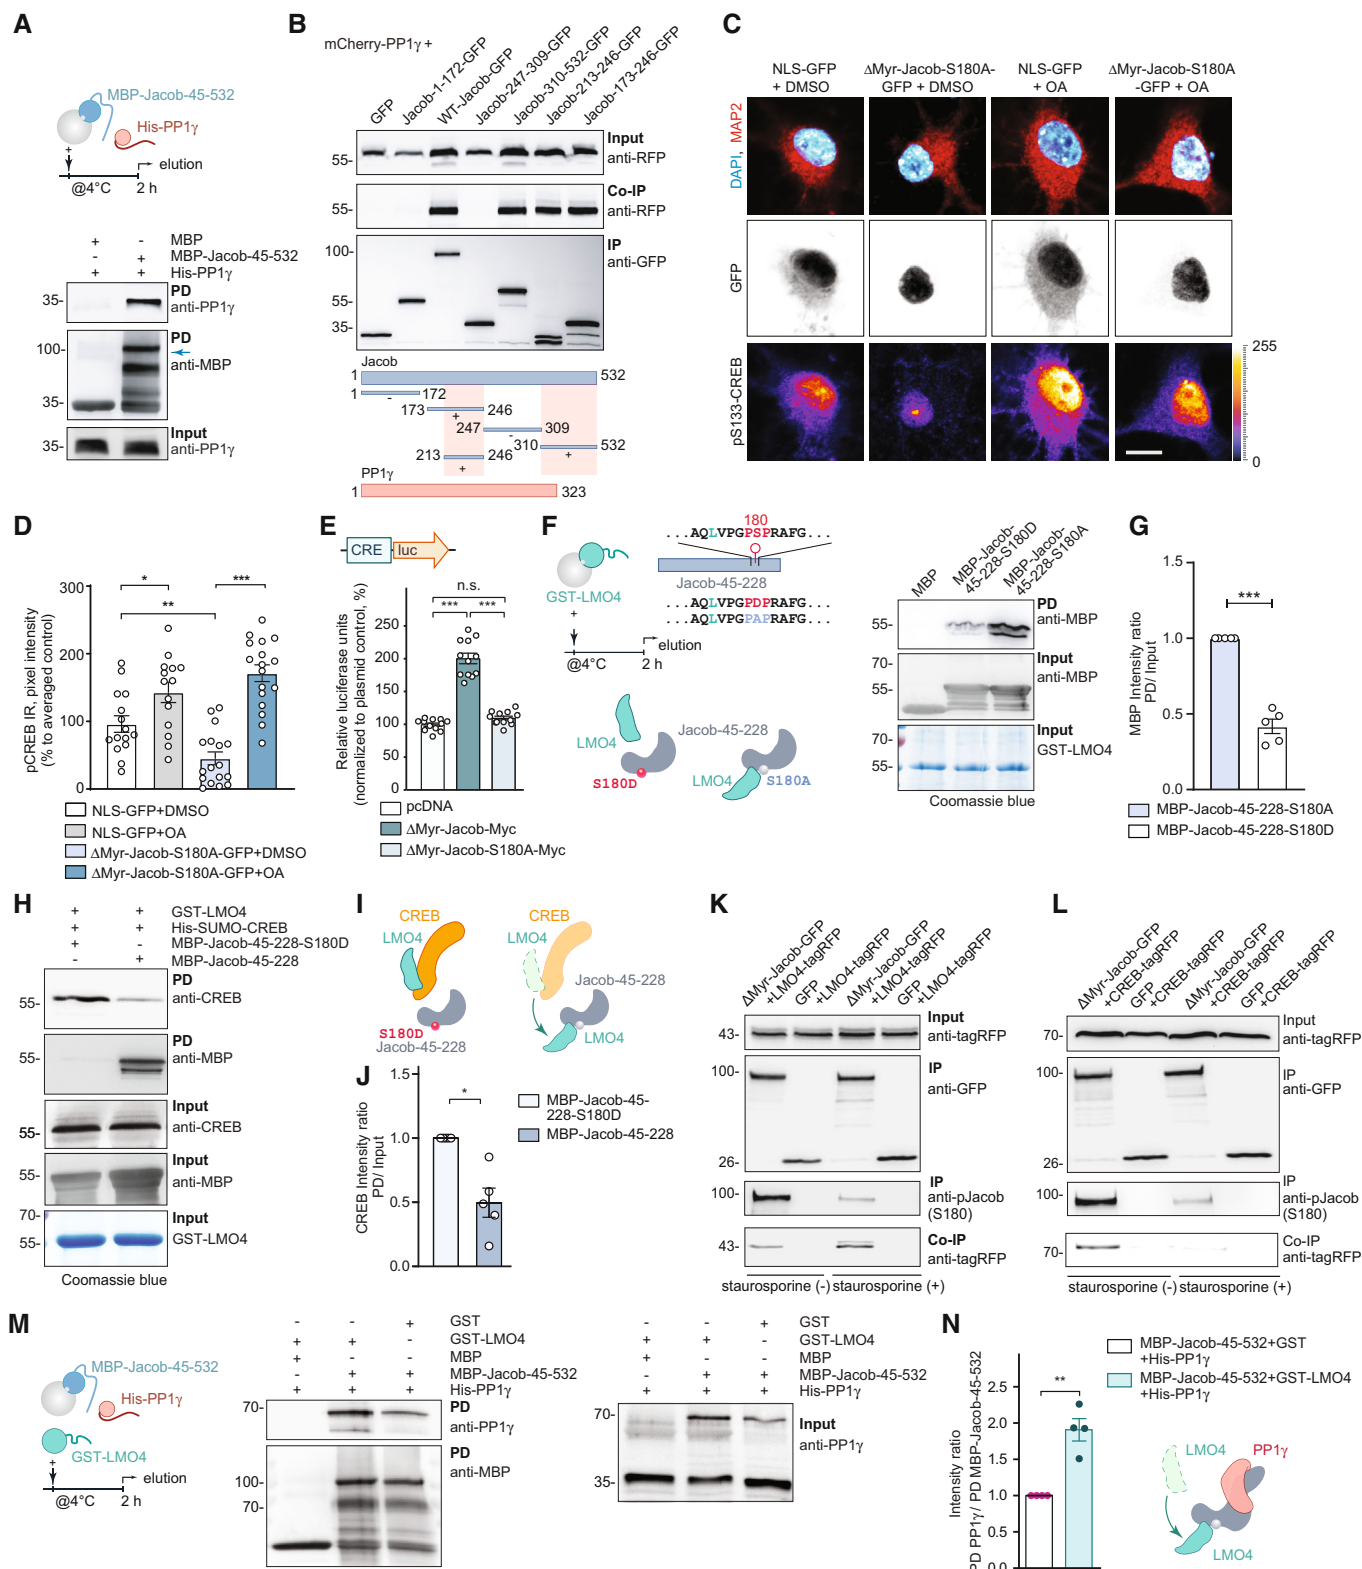 A
MBP-Jacob-45-532
His-PP1γ
+
elution
@4°C
2 h
+ - MBP
- + MBP-Jacob-45-532
+ + His-PP1γ
PD
35-
anti-PP1γ
PD
100-
anti-MBP
35-
Input
35-
anti-PP1γ
B
mCherry-PP1γ +
GFP
Jacob-1-172-GFP
WT-Jacob-GFP
Jacob-247-309-GFP
Jacob-310-532-GFP
Jacob-213-246-GFP
Jacob-173-246-GFP
Input
55-
anti-RFP
Co-IP
55-
anti-RFP
IP
100-
anti-GFP
55-
35-
Jacob
1 532
1 172
-
173 246
+
247 309
-
310 532
+
213 246
+
PP1γ
1 323
C
NLS-GFP
+ DMSO
ΔMyr-Jacob-S180A-
GFP + DMSO
NLS-GFP
+ OA
ΔMyr-Jacob-S180A
-GFP + OA
DAPI, MAP2
GFP
pS133-CREB
255
0
D
pCREB IR, pixel intensity
(% to averaged control)
300
200
100
0
*
**
***
NLS-GFP+DMSO
NLS-GFP+OA
ΔMyr-Jacob-S180A-GFP+DMSO
ΔMyr-Jacob-S180A-GFP+OA
E
CRE luc
Relative luciferase units
(normalized to plasmid control, %)
n.s.
*** ***
250
200
150
100
50
0
pcDNA
ΔMyr-Jacob-Myc
ΔMyr-Jacob-S180A-Myc
F
GST-LMO4
+
elution
@4°C
2 h
180
...AQLVPGPSPRAFG...
Jacob-45-228
...AQLVPGPDPRAFG...
...AQLVPGPAPRAFG...
LMO4
Jacob-45-228
S180D
LMO4
S180A
MBP
MBP-Jacob-
45-228-S180D
MBP-Jacob-
45-228-S180A
PD
55-
anti-MBP
Input
70-
anti-MBP
55-
Input
70-
GST-LMO4
55-
Coomassie blue
G
MBP Intensity ratio
PD/ Input
1.5
1.0
0.5
0.0
***
MBP-Jacob-45-228-S180A
MBP-Jacob-45-228-S180D
H
+ + GST-LMO4
+ + His-SUMO-CREB
+ - MBP-Jacob-45-228-S180D
- + MBP-Jacob-45-228
PD
55-
anti-CREB
PD
55-
anti-MBP
Input
anti-CREB
55-
Input
55-
anti-MBP
70-
Input
55-
GST-LMO4
Coomassie blue
I
CREB
LMO4
S180D
Jacob-45-228
CREB
LMO4
Jacob-45-228
LMO4
J
CREB Intensity ratio
PD/ Input
1.5
1.0
0.5
0.0
*
MBP-Jacob-45-
228-S180D
MBP-Jacob-45-228
K
ΔMyr-Jacob-GFP
+LMO4-tagRFP
GFP
+LMO4-tagRFP
ΔMyr-Jacob-GFP
+LMO4-tagRFP
GFP
+LMO4-tagRFP
Input
43-
anti-tagRFP
IP
100-
anti-GFP
26-
IP
100-
anti-pJacob
(S180)
Co-IP
43-
anti-tagRFP
staurosporine (-) staurosporine (+)
L
ΔMyr-Jacob-GFP
+CREB-tagRFP
GFP
+CREB-tagRFP
ΔMyr-Jacob-GFP
+CREB-tagRFP
GFP
+CREB-tagRFP
Input
70-
anti-tagRFP
IP
100-
anti-GFP
26-
IP
100-
anti-pJacob
(S180)
Co-IP
70-
anti-tagRFP
staurosporine (-) staurosporine (+)
M
MBP-Jacob-45-532
His-PP1γ
GST-LMO4
+
elution
@4°C
2 h
- - + GST
+ + - GST-LMO4
+ - - MBP
- + + MBP-Jacob-45-532
+ + + His-PP1γ
70-
PD
anti-PP1γ
PD
anti-MBP
100-
70-
- - + GST
+ + - GST-LMO4
+ - - MBP
- + + MBP-Jacob-45-532
+ + + His-PP1γ
70-
Input
anti-PP1γ
35-
N
Intensity ratio
PD PP1γ/ PD MBP-Jacob-45-532
2.5
2.0
1.5
1.0
0.5
0.0
**
MBP-Jacob-45-532+GST
+His-PP1γ
MBP-Jacob-45-532+GST-LMO4
+His-PP1γ
LMO4
PP1γ
LMO4